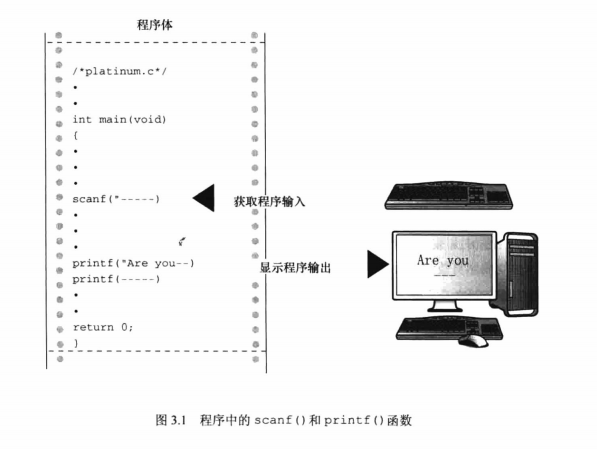 程序体
/*platinum.c*/
•
•
int main(void)
{
•
•
•
scanf("-----)
获取程序输入
•
•
•
printf("Are you--)
显示程序输出
printf(-----)
•
•
return 0;
}
Are you
---
图 3.1 程序中的 scanf()和 printf()函数